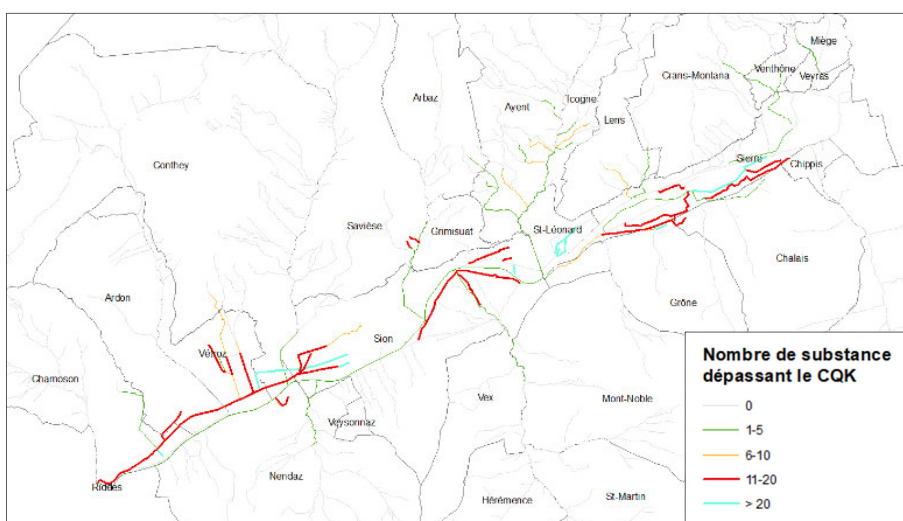 Miège
Venthône
Crans-Montana
Veyras
Arbaz
Ayent
Icogne
Lens
Conthey
Sierre
Chippis
Savièse
Grimisuat
St-Léonard
Chalais
Ardon
Grône
Vétroz
Sion
Chamoson
Vex
Mont-Noble
Veysonnaz
Riddes
Nendaz
Hérémence
St-Martin
Nombre de substance
dépassant le CQK
0
1-5
6-10
11-20
> 20